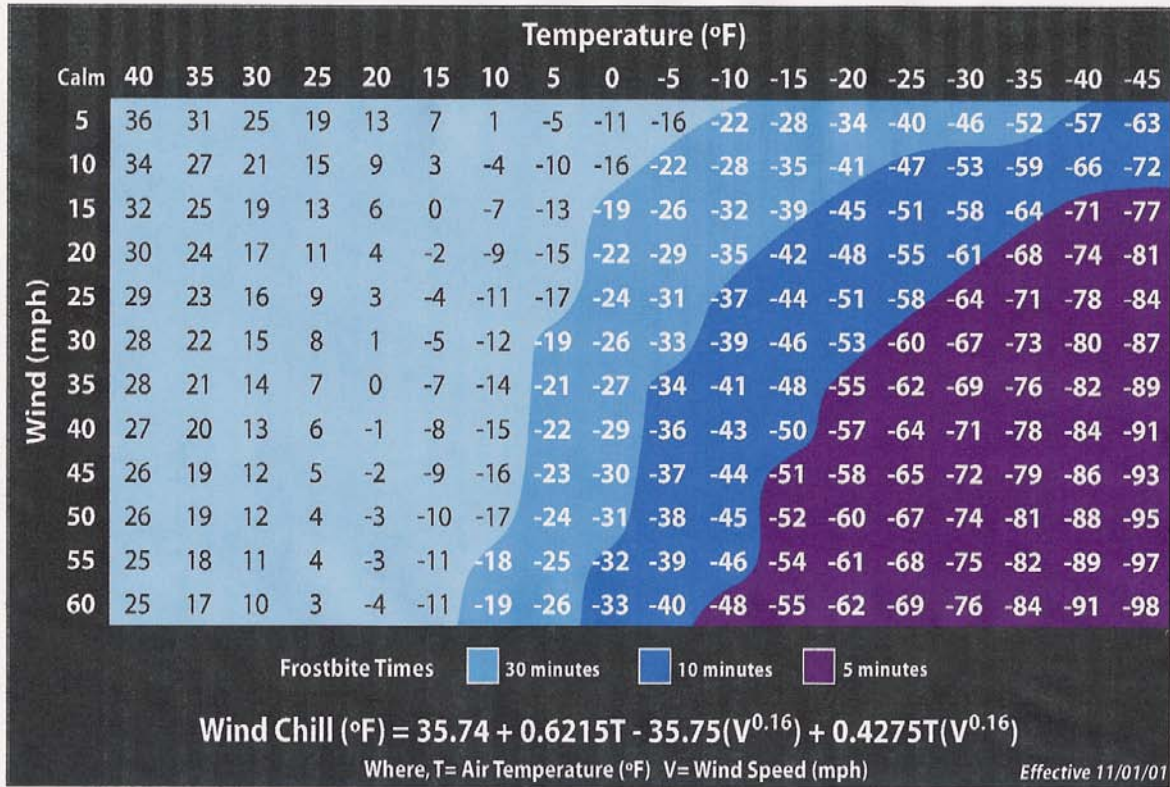 Temperature (ºF)
Calm 40 35 30 25 20 15 10 5 0 -5 -10 -15 -20 -25 -30 -35 -40 -45
5 36 31 25 19 13 7 1 -5 -11 -16 -22 -28 -34 -40 -46 -52 -57 -63
10 34 27 21 15 9 3 -4 -10 -16 -22 -28 -35 -41 -47 -53 -59 -66 -72
15 32 25 19 13 6 0 -7 -13 -19 -26 -32 -39 -45 -51 -58 -64 -71 -77
20 30 24 17 11 4 -2 -9 -15 -22 -29 -35 -42 -48 -55 -61 -68 -74 -81
25 29 23 16 9 3 -4 -11 -17 -24 -31 -37 -44 -51 -58 -64 -71 -78 -84
30 28 22 15 8 1 -5 -12 -19 -26 -33 -39 -46 -53 -60 -67 -73 -80 -87
35 28 21 14 7 0 -7 -14 -21 -27 -34 -41 -48 -55 -62 -69 -76 -82 -89
40 27 20 13 6 -1 -8 -15 -22 -29 -36 -43 -50 -57 -64 -71 -78 -84 -91
45 26 19 12 5 -2 -9 -16 -23 -30 -37 -44 -51 -58 -65 -72 -79 -86 -93
50 26 19 12 4 -3 -10 -17 -24 -31 -38 -45 -52 -60 -67 -74 -81 -88 -95
55 25 18 11 4 -3 -11 -18 -25 -32 -39 -46 -54 -61 -68 -75 -82 -89 -97
60 25 17 10 3 -4 -11 -19 -26 -33 -40 -48 -55 -62 -69 -76 -84 -91 -98
Wind (mph)
Frostbite Times 30 minutes 10 minutes 5 minutes
Wind Chill (ºF) = 35.74 + 0.6215T - 35.75(V^0.16) + 0.4275T(V^0.16)
Where, T= Air Temperature (ºF) V= Wind Speed (mph) Effective 11/01/01